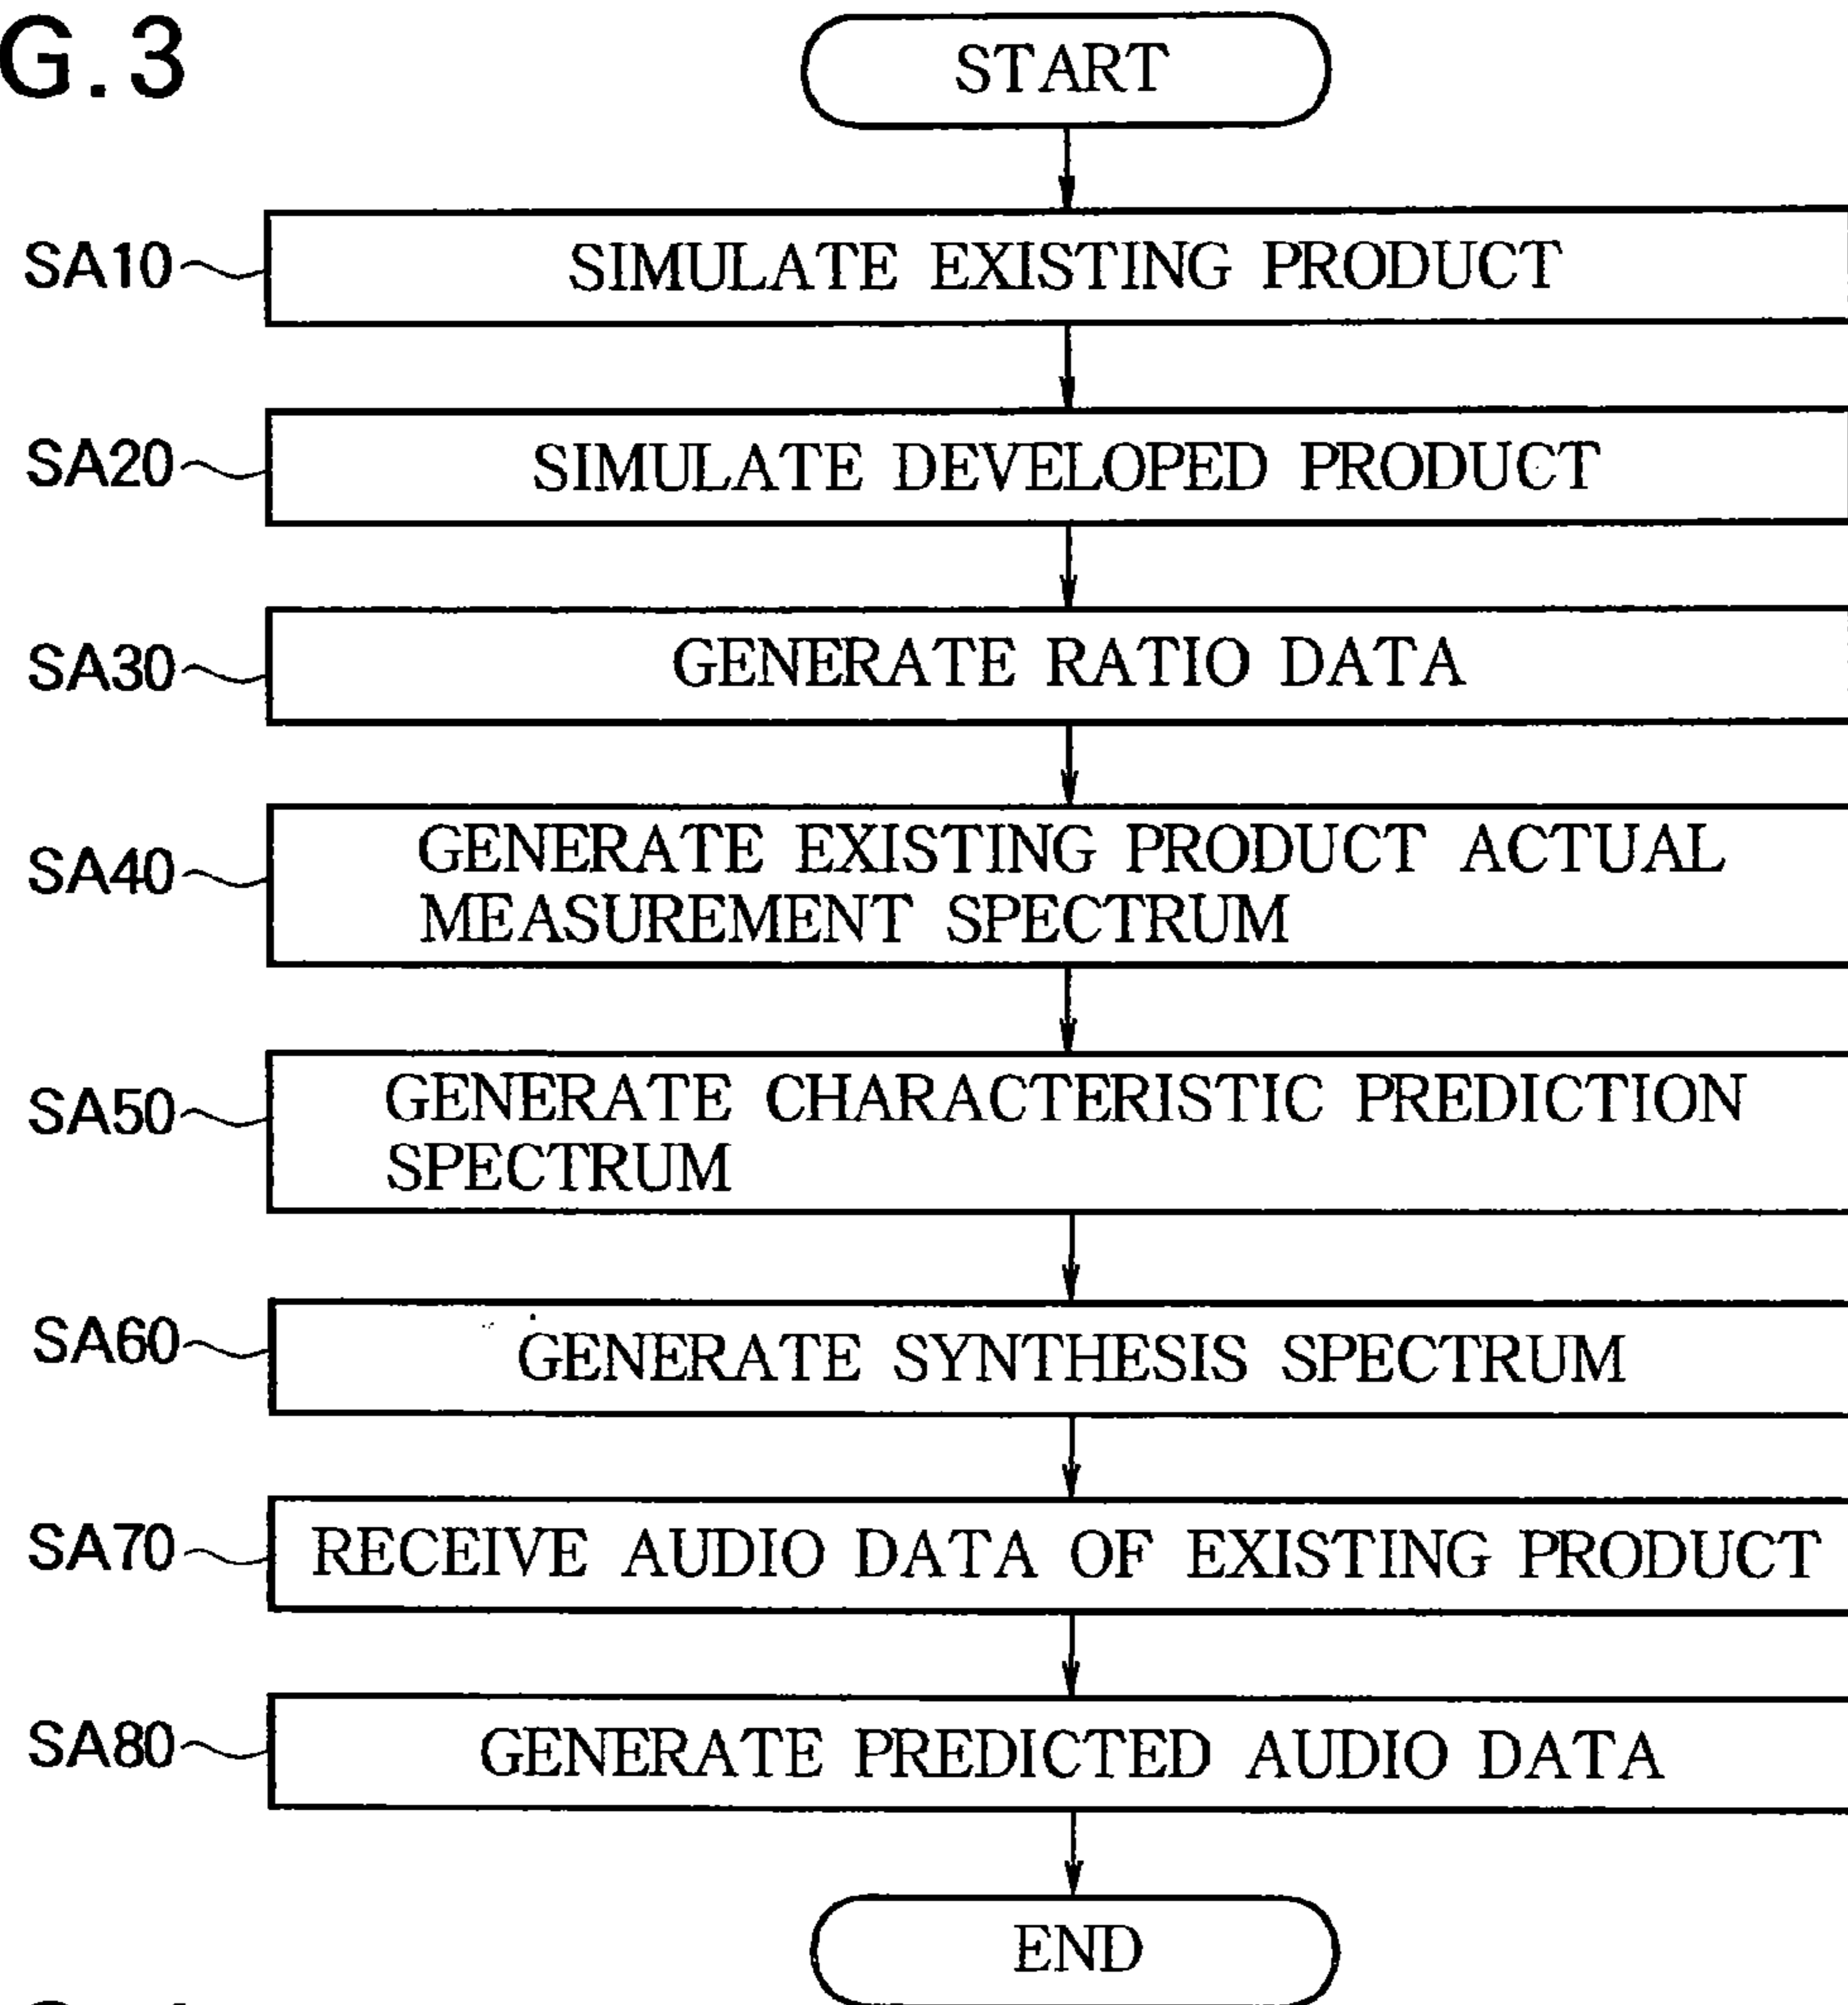 G.3
START
SA10
SIMULATE EXISTING PRODUCT
SA20
SIMULATE DEVELOPED PRODUCT
SA30
GENERATE RATIO DATA
SA40
GENERATE EXISTING PRODUCT ACTUAL
MEASUREMENT SPECTRUM
SA50
GENERATE CHARACTERISTIC PREDICTION
SPECTRUM
SA60
GENERATE SYNTHESIS SPECTRUM
SA70
RECEIVE AUDIO DATA OF EXISTING PRODUCT
SA80
GENERATE PREDICTED AUDIO DATA
END